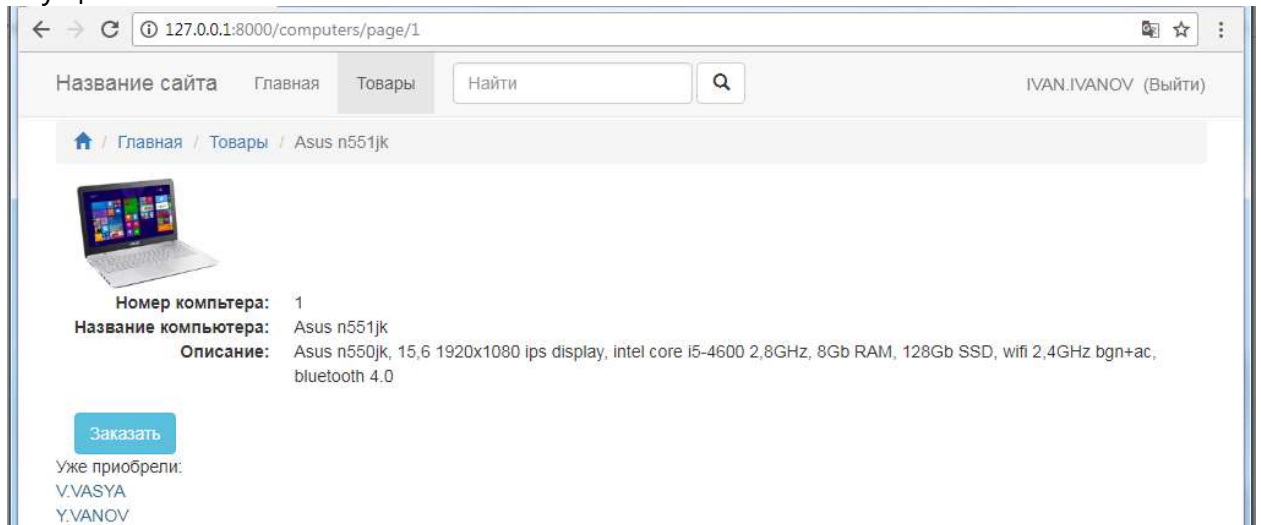 127.0.0.1:8000/computers/page/1
Название сайта Главная Товары Найти IVAN.IVANOV (Выйти)
/ Главная / Товары / Asus n551jk
Номер компьтера: 1
Название компьютера: Asus n551jk
Описание: Asus n550jk, 15,6 1920x1080 ips display, intel core i5-4600 2,8GHz, 8Gb RAM, 128Gb SSD, wifi 2,4GHz bgn+ac,
bluetooth 4.0
Заказать
Уже приобрели:
V.VASYA
Y.VANOV